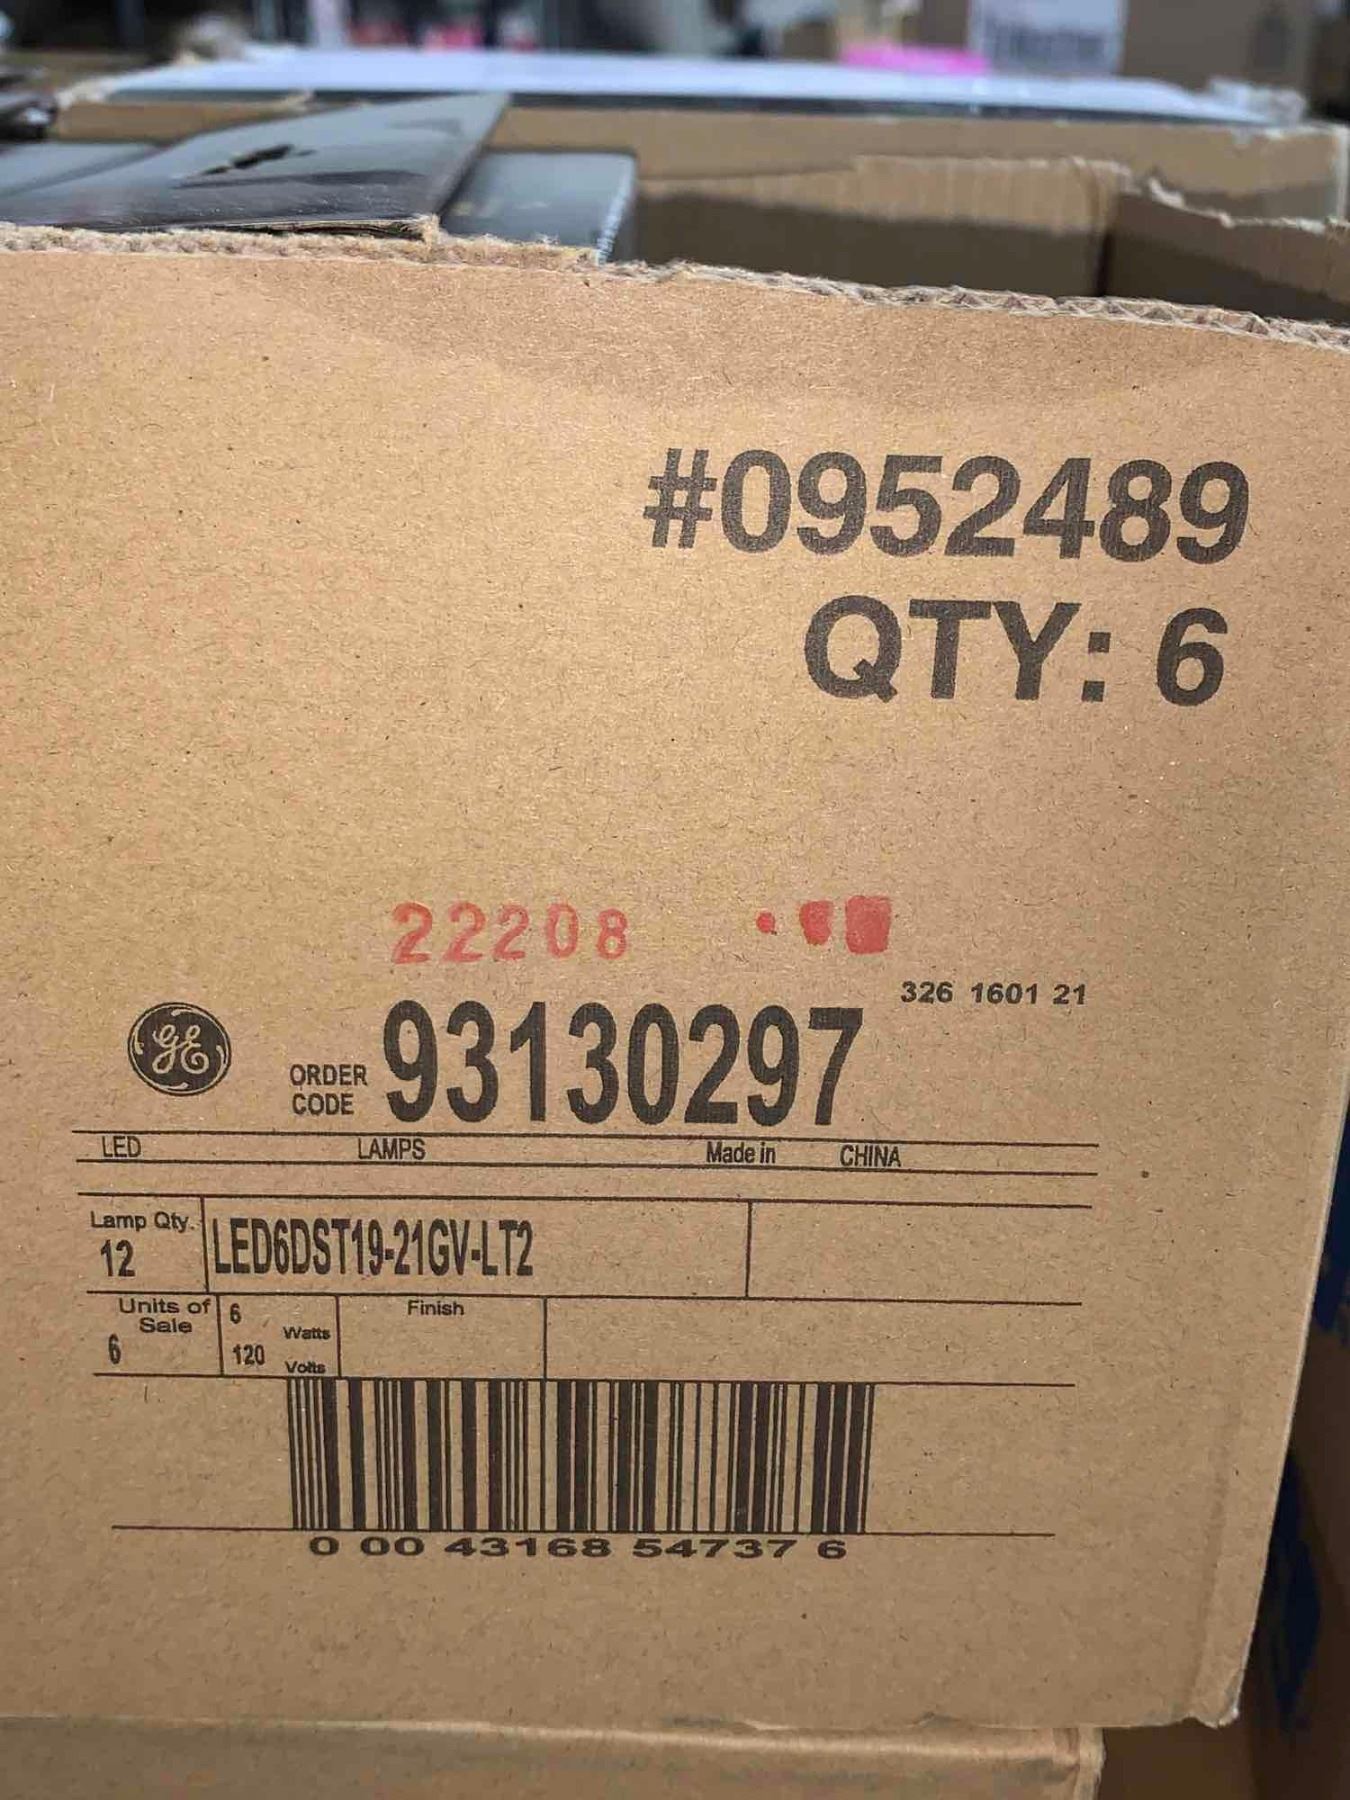 #0952489
QTY: 6
22208
326 1601 21
GE
ORDER CODE 93130297
LED LAMPS Made in CHINA
Lamp Qty.
12 LED6DST19-21GV-LT2
Units of Sale
6
6 Watts
120 Volts
Finish
0 00 43168 54737 6